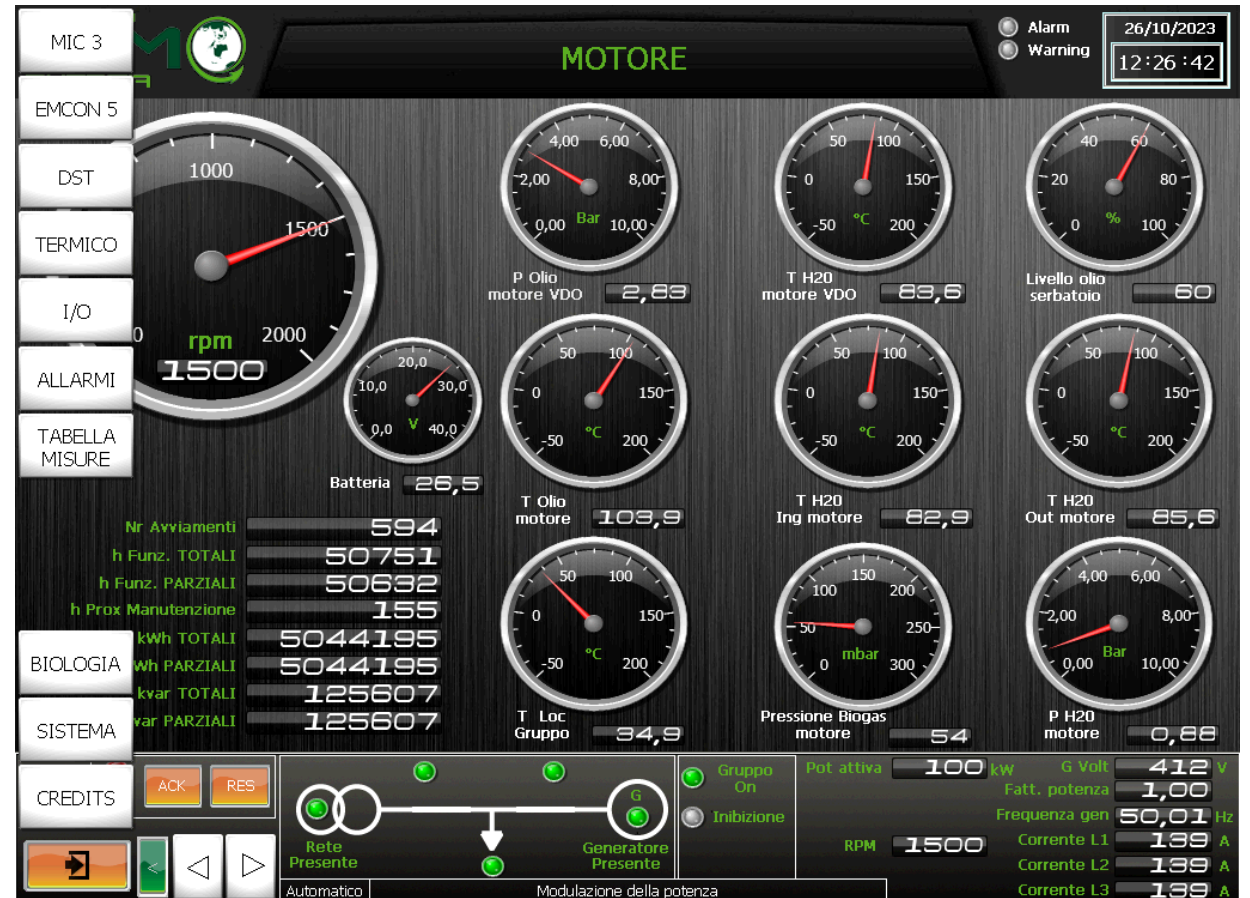 MIC 3
EMCON 5
DST
TERMICO
I/O
ALLARMI
TABELLA
MISURE
BIOLOGIA
SISTEMA
CREDITS
MOTORE
Alarm
Warning
26/10/2023
12:26:42
1000
1500
0
2000
rpm
1500
10,0
20,0
30,0
0,0
V
40,0
Batteria
26,5
4,00
6,00
2,00
8,00
0,00
Bar
10,00
P Olio
motore VDO
2,83
50
100
0
150
-50
°C
200
T H20
motore VDO
83,6
40
60
20
80
0
%
100
Livello olio
serbatoio
60
50
100
0
150
-50
°C
200
T Olio
motore
103,9
50
100
0
150
-50
°C
200
T H20
Ing motore
82,9
50
100
0
150
-50
°C
200
T H20
Out motore
85,6
50
100
0
150
-50
°C
200
T Loc
Gruppo
34,9
150
100
200
50
250
0
mbar
300
Pressione Biogas
motore
54
4,00
6,00
2,00
8,00
0,00
Bar
10,00
P H20
motore
0,88
Nr Avviamenti 594
h Funz. TOTALI 50751
h Funz. PARZIALI 50632
h Prox Manutenzione 155
kWh TOTALI 5044195
Wh PARZIALI 5044195
kvar TOTALI 125607
var PARZIALI 125607
ACK
RES
<
G
Rete
Presente
Generatore
Presente
Gruppo
On
Inibizione
Automatico
Modulazione della potenza
Pot attiva 100 kW
RPM 1500
G Volt 412 V
Fatt. potenza 1,00
Frequenza gen 50,01 Hz
Corrente L1 139 A
Corrente L2 139 A
Corrente L3 139 A